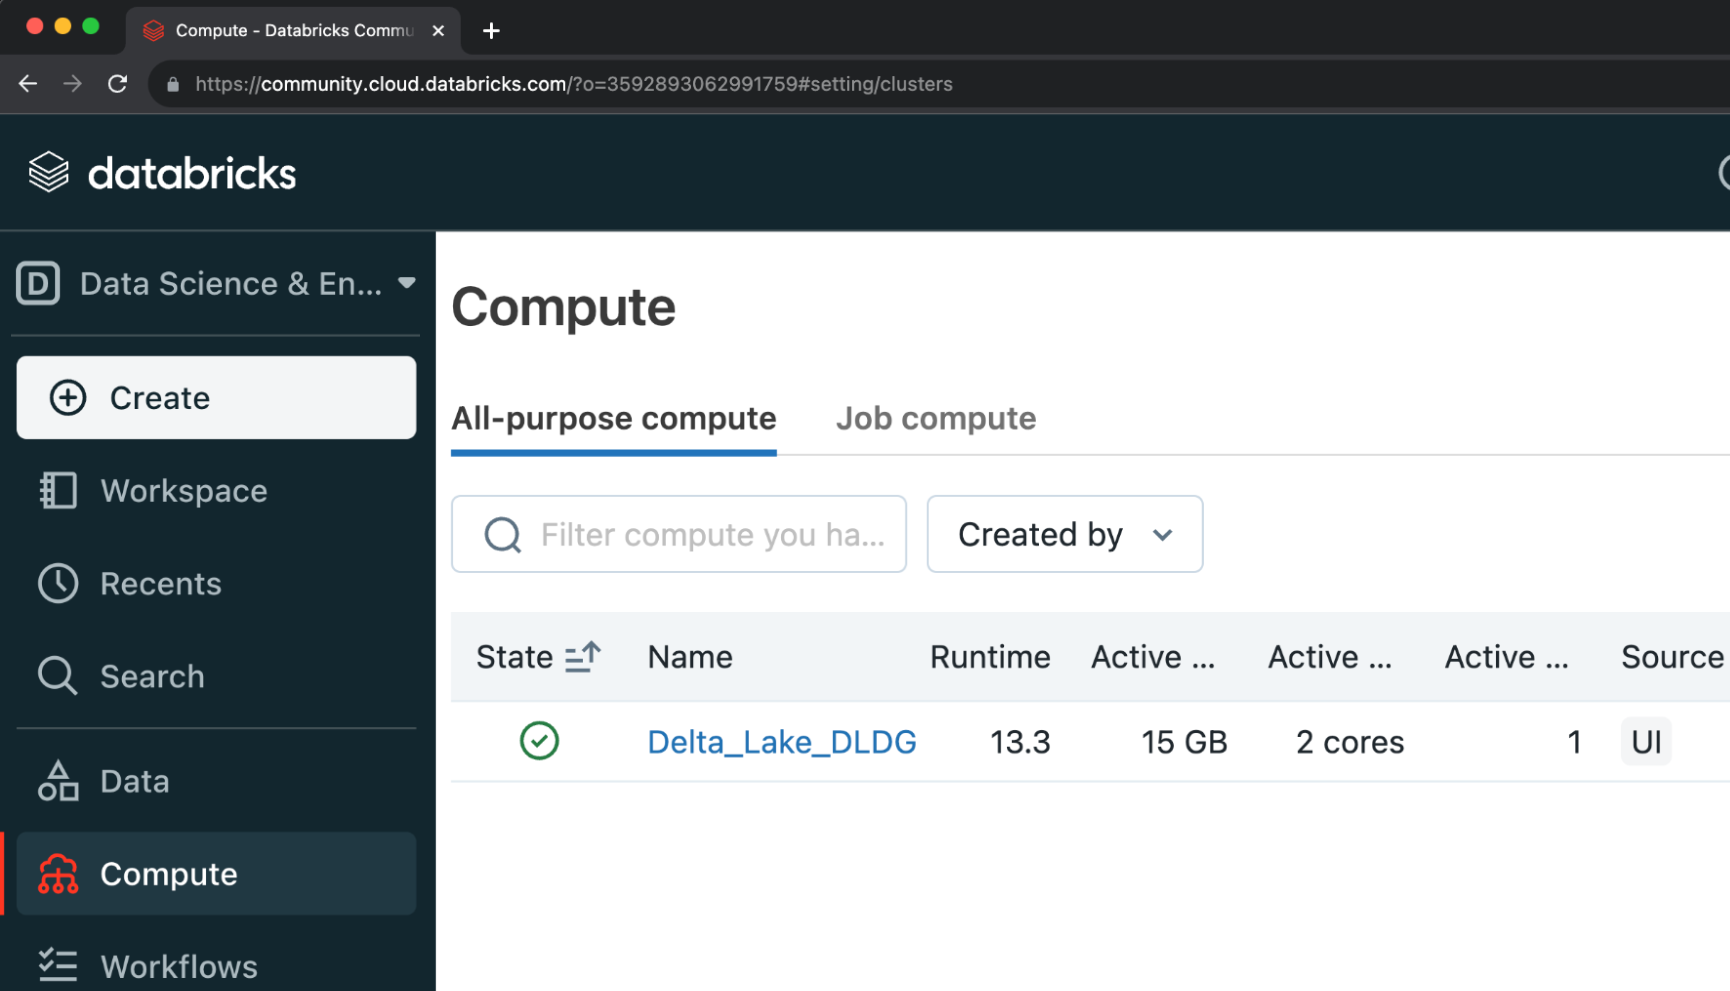 Compute - Databricks Commu
https://community.cloud.databricks.com/?o=3592893062991759#setting/clusters
databricks
D Data Science & En...
Create
Workspace
Recents
Search
Data
Compute
Workflows
Compute
All-purpose compute Job compute
Filter compute you ha... Created by
State Name Runtime Active ... Active ... Active ... Source
Delta_Lake_DLDG 13.3 15 GB 2 cores 1 UI